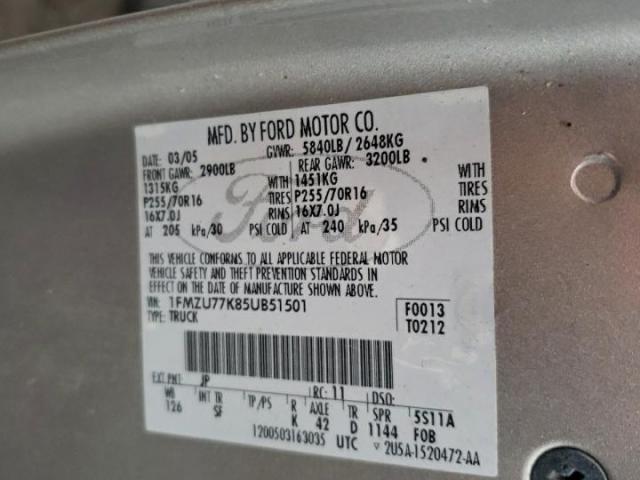 MFD. BY FORD MOTOR CO.
DATE: 03/05 GVWR: 5840LB/ 2648KG
FRONT GAWR: 2900LB REAR GAWR: 3200LB
1315KG WITH 1451KG WITH
P255/70R16 TIRES P255/70R16 TIRES
16X7.0J RIMS 16X7.0J RIMS
AT 205 kPa/30 PSI COLD AT 240 kPa/35 PSI COLD
THIS VEHICLE CONFORMS TO ALL APPLICABLE FEDERAL MOTOR
VEHICLE SAFETY AND THEFT PREVENTION STANDARDS IN
EFFECT ON THE DATE OF MANUFACTURE SHOWN ABOVE.
VIN: 1FMZU77K85UB51501 F0013
TYPE: TRUCK T0212
EXT PNT: JP RC: 11 DSO:
WB INT TR TP/PS R AXLE TR SPR 5S11A
126 SF K 42 D 1144 FOB
1200503163035 UTC 2U5A-1520472-AA
Ford